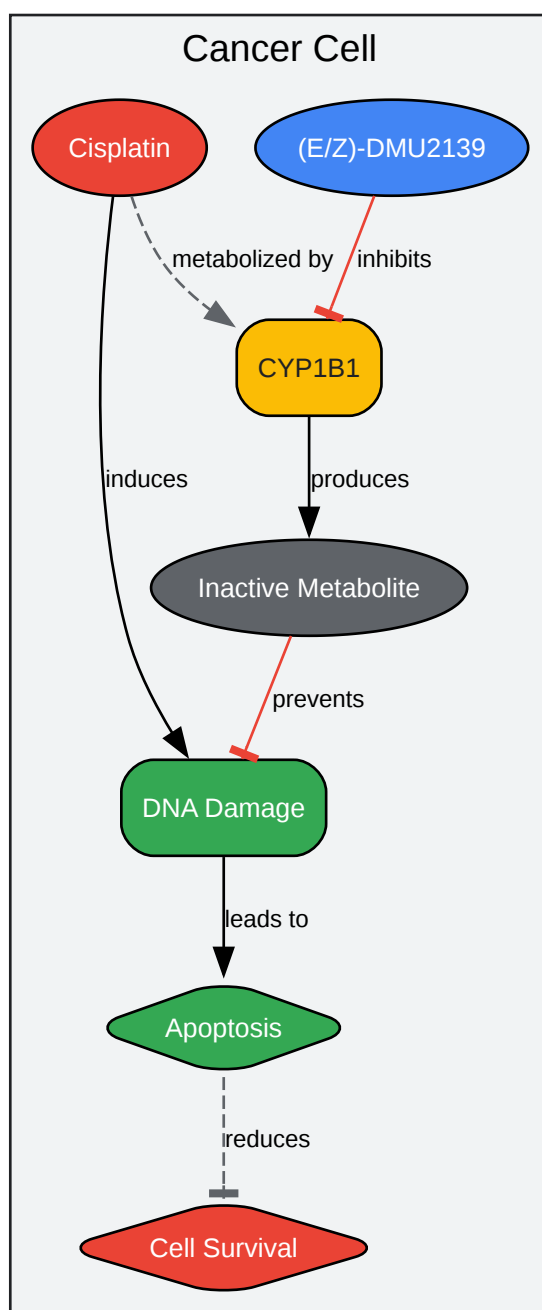 Cancer Cell
Cisplatin
(E/Z)-DMU2139
metabolized by
inhibits
CYP1B1
induces
produces
Inactive Metabolite
prevents
DNA Damage
leads to
Apoptosis
reduces
Cell Survival